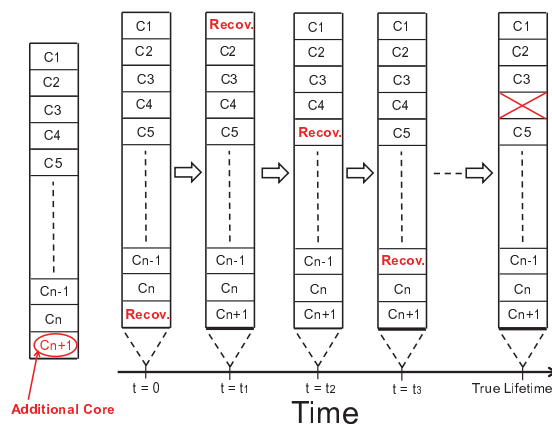 C1
C2
C3
C4
C5
Cn-1
Cn
Cn+1
Additional Core
C1
C2
C3
C4
C5
Cn-1
Cn
Recov.
t = 0
Recov.
C2
C3
C4
C5
Cn-1
Cn
Cn+1
t = t1
C1
C2
C3
C4
Recov.
Cn-1
Cn
Cn+1
t = t2
C1
C2
C3
C4
C5
Recov.
Cn
Cn+1
t = t3
C1
C2
C3
C5
Cn-1
Cn
Cn+1
True Lifetime
Time